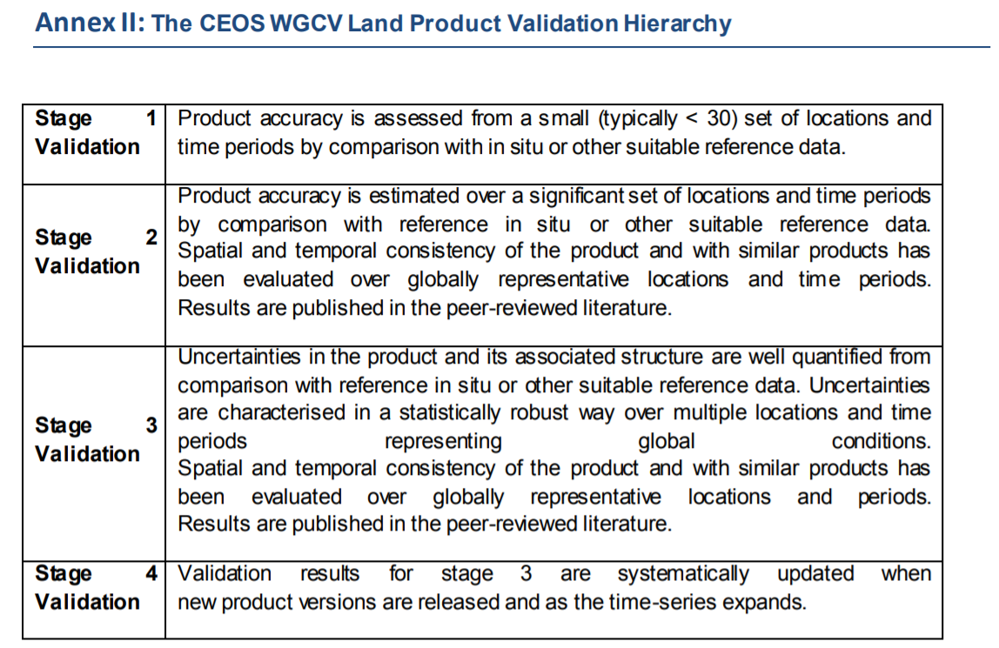 Annex II: The CEOS WGCV Land Product Validation Hierarchy
Stage 1
Validation
Product accuracy is assessed from a small (typically < 30) set of locations and
time periods by comparison with in situ or other suitable reference data.
Stage 2
Validation
Product accuracy is estimated over a significant set of locations and time periods
by comparison with reference in situ or other suitable reference data.
Spatial and temporal consistency of the product and with similar products has
been evaluated over globally representative locations and time periods.
Results are published in the peer-reviewed literature.
Stage 3
Validation
Uncertainties in the product and its associated structure are well quantified from
comparison with reference in situ or other suitable reference data. Uncertainties
are characterised in a statistically robust way over multiple locations and time
periods representing global conditions.
Spatial and temporal consistency of the product and with similar products has
been evaluated over globally representative locations and periods.
Results are published in the peer-reviewed literature.
Stage 4
Validation
Validation results for stage 3 are systematically updated when
new product versions are released and as the time-series expands.